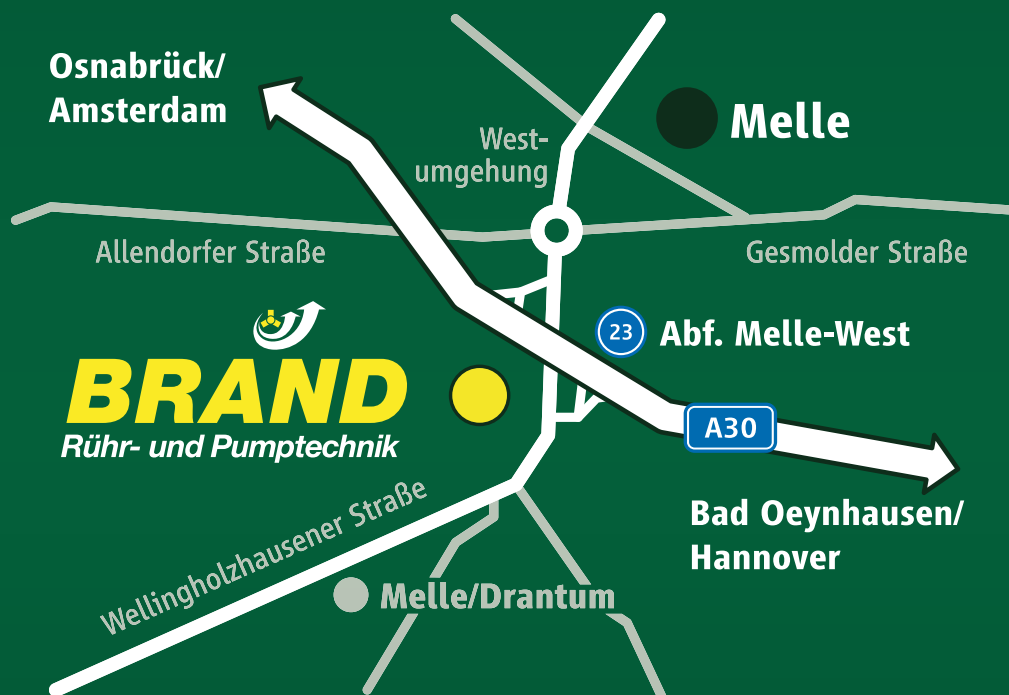 Osnabrück/
Amsterdam
West-
umgehung
Melle
Allendorfer Straße
Gesmolder Straße
23
Abf. Melle-West
BRAND
Rühr- und Pumptechnik
A30
Bad Oeynhausen/
Hannover
Wellingholzhausener Straße
Melle/Drantum